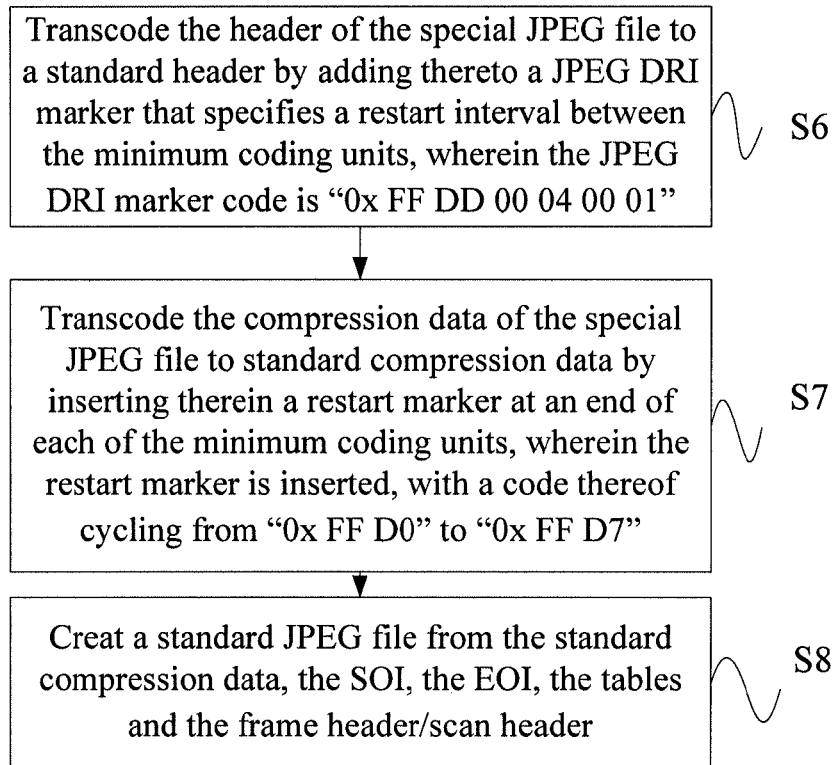 Transcode the header of the special JPEG file to
a standard header by adding thereto a JPEG DRI
marker that specifies a restart interval between
the minimum coding units, wherein the JPEG
DRI marker code is “0x FF DD 00 04 00 01”
S6
Transcode the compression data of the special
JPEG file to standard compression data by
inserting therein a restart marker at an end of
each of the minimum coding units, wherein the
restart marker is inserted, with a code thereof
cycling from “0x FF D0” to “0x FF D7”
S7
Creat a standard JPEG file from the standard
compression data, the SOI, the EOI, the tables
and the frame header/scan header
S8